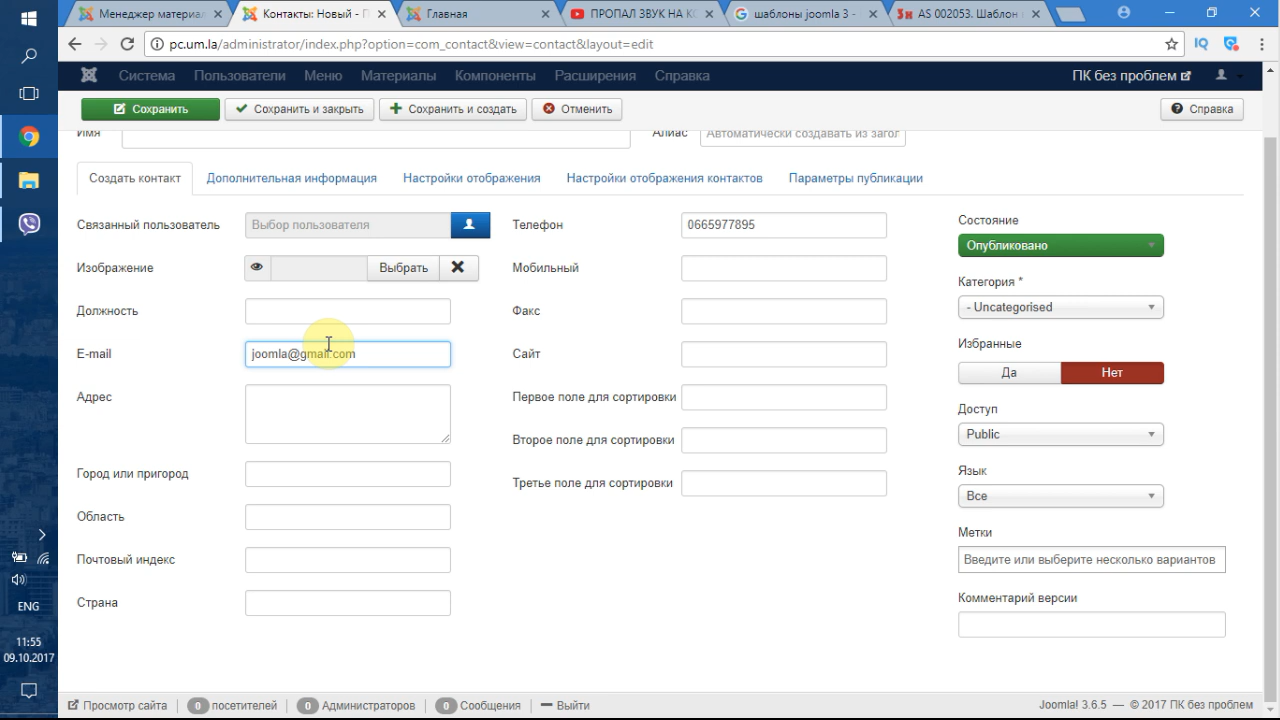 Менеджер материал
Контакты: Новый - П
Главная
ПРОПАЛ ЗВУК НА КО
шаблоны joomla 3 -
AS 002053. Шаблон
pc.um.la/administrator/index.php?option=com_contact&view=contact&layout=edit
Система Пользователи Меню Материалы Компоненты Расширения Справка
ПК без проблем
Сохранить
Сохранить и закрыть
Сохранить и создать
Отменить
Справка
Имя
Алиас
Автоматически создавать из загол
Создать контакт
Дополнительная информация
Настройки отображения
Настройки отображения контактов
Параметры публикации
Связанный пользователь
Выбор пользователя
Изображение
Выбрать
Должность
E-mail
joomla@gmail.com
Адрес
Город или пригород
Область
Почтовый индекс
Страна
Телефон
0665977895
Мобильный
Факс
Сайт
Первое поле для сортировки
Второе поле для сортировки
Третье поле для сортировки
Состояние
Опубликовано
Категория *
- Uncategorised
Избранные
Да
Нет
Доступ
Public
Язык
Все
Метки
Введите или выберите несколько вариантов
Комментарий версии
ENG
11:55
09.10.2017
Просмотр сайта
0 посетителей
0 Администраторов
Сообщения
Выйти
Joomla! 3.6.5 — © 2017 ПК без проблем